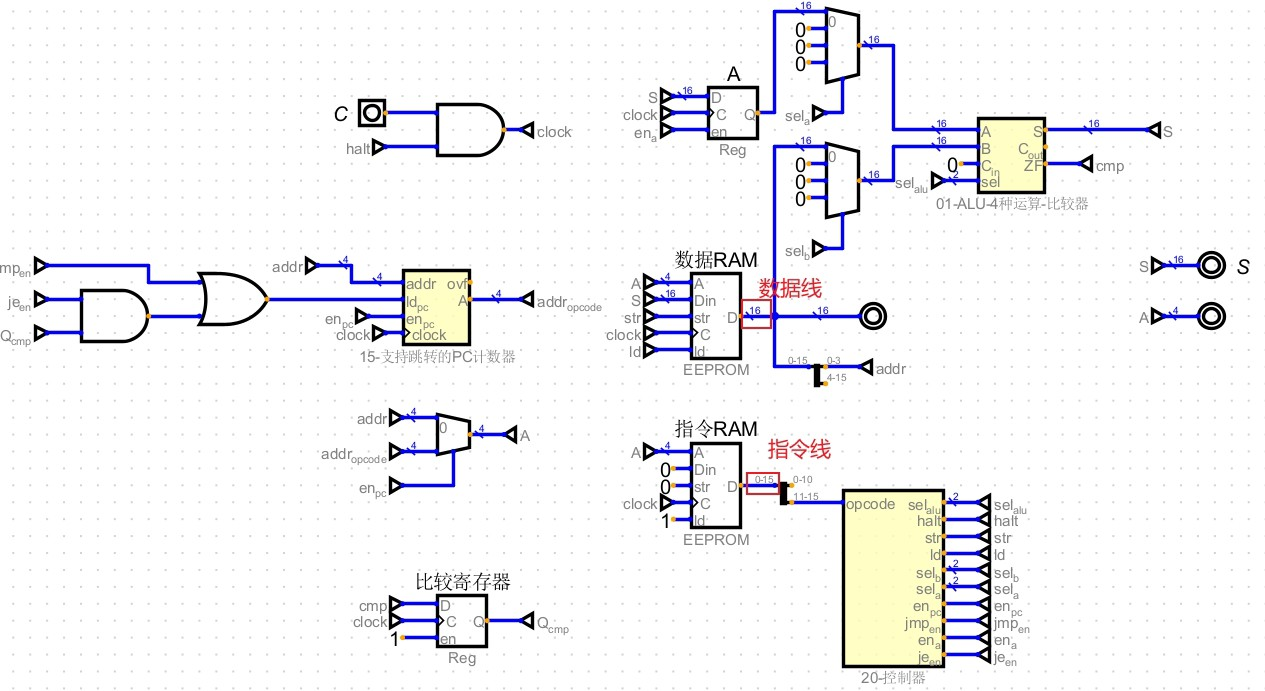 C
halt
clock
A
S
clock
en_a
D
C
en
Q
Reg
16
16
0
0
0
0
sel_a
16
16
0
0
0
0
sel_b
16
16
16
16
0
sel_alu
2
A
B
C_in
sel
S
C_out
ZF
16
S
cmp
01-ALU-4种运算-比较器
mp_en
je_en
Q_cmp
addr
4
4
en_pc
clock
addr
ld_pc
en_pc
clock
ovf
A
4
addr_opcode
15-支持跳转的PC计数器
数据RAM
A
S
str
clock
ld
4
16
A
Din
str
C
ld
D
EEPROM
数据线
16
16
0-15
0-3
4-15
addr
S
16
S
A
4
addr
addr_opcode
en_pc
4
4
0
4
A
指令RAM
A
4
0
0
clock
1
A
Din
str
C
ld
D
EEPROM
指令线
0-15
0-10
11-15
opcode
sel_alu
halt
str
ld
sel_b
sel_a
en_pc
jmp_en
en_a
je_en
2
2
2
sel_alu
halt
str
ld
sel_b
sel_a
en_pc
jmp_en
en_a
je_en
20-控制器
比较寄存器
cmp
clock
1
D
C
en
Q
Q_cmp
Reg